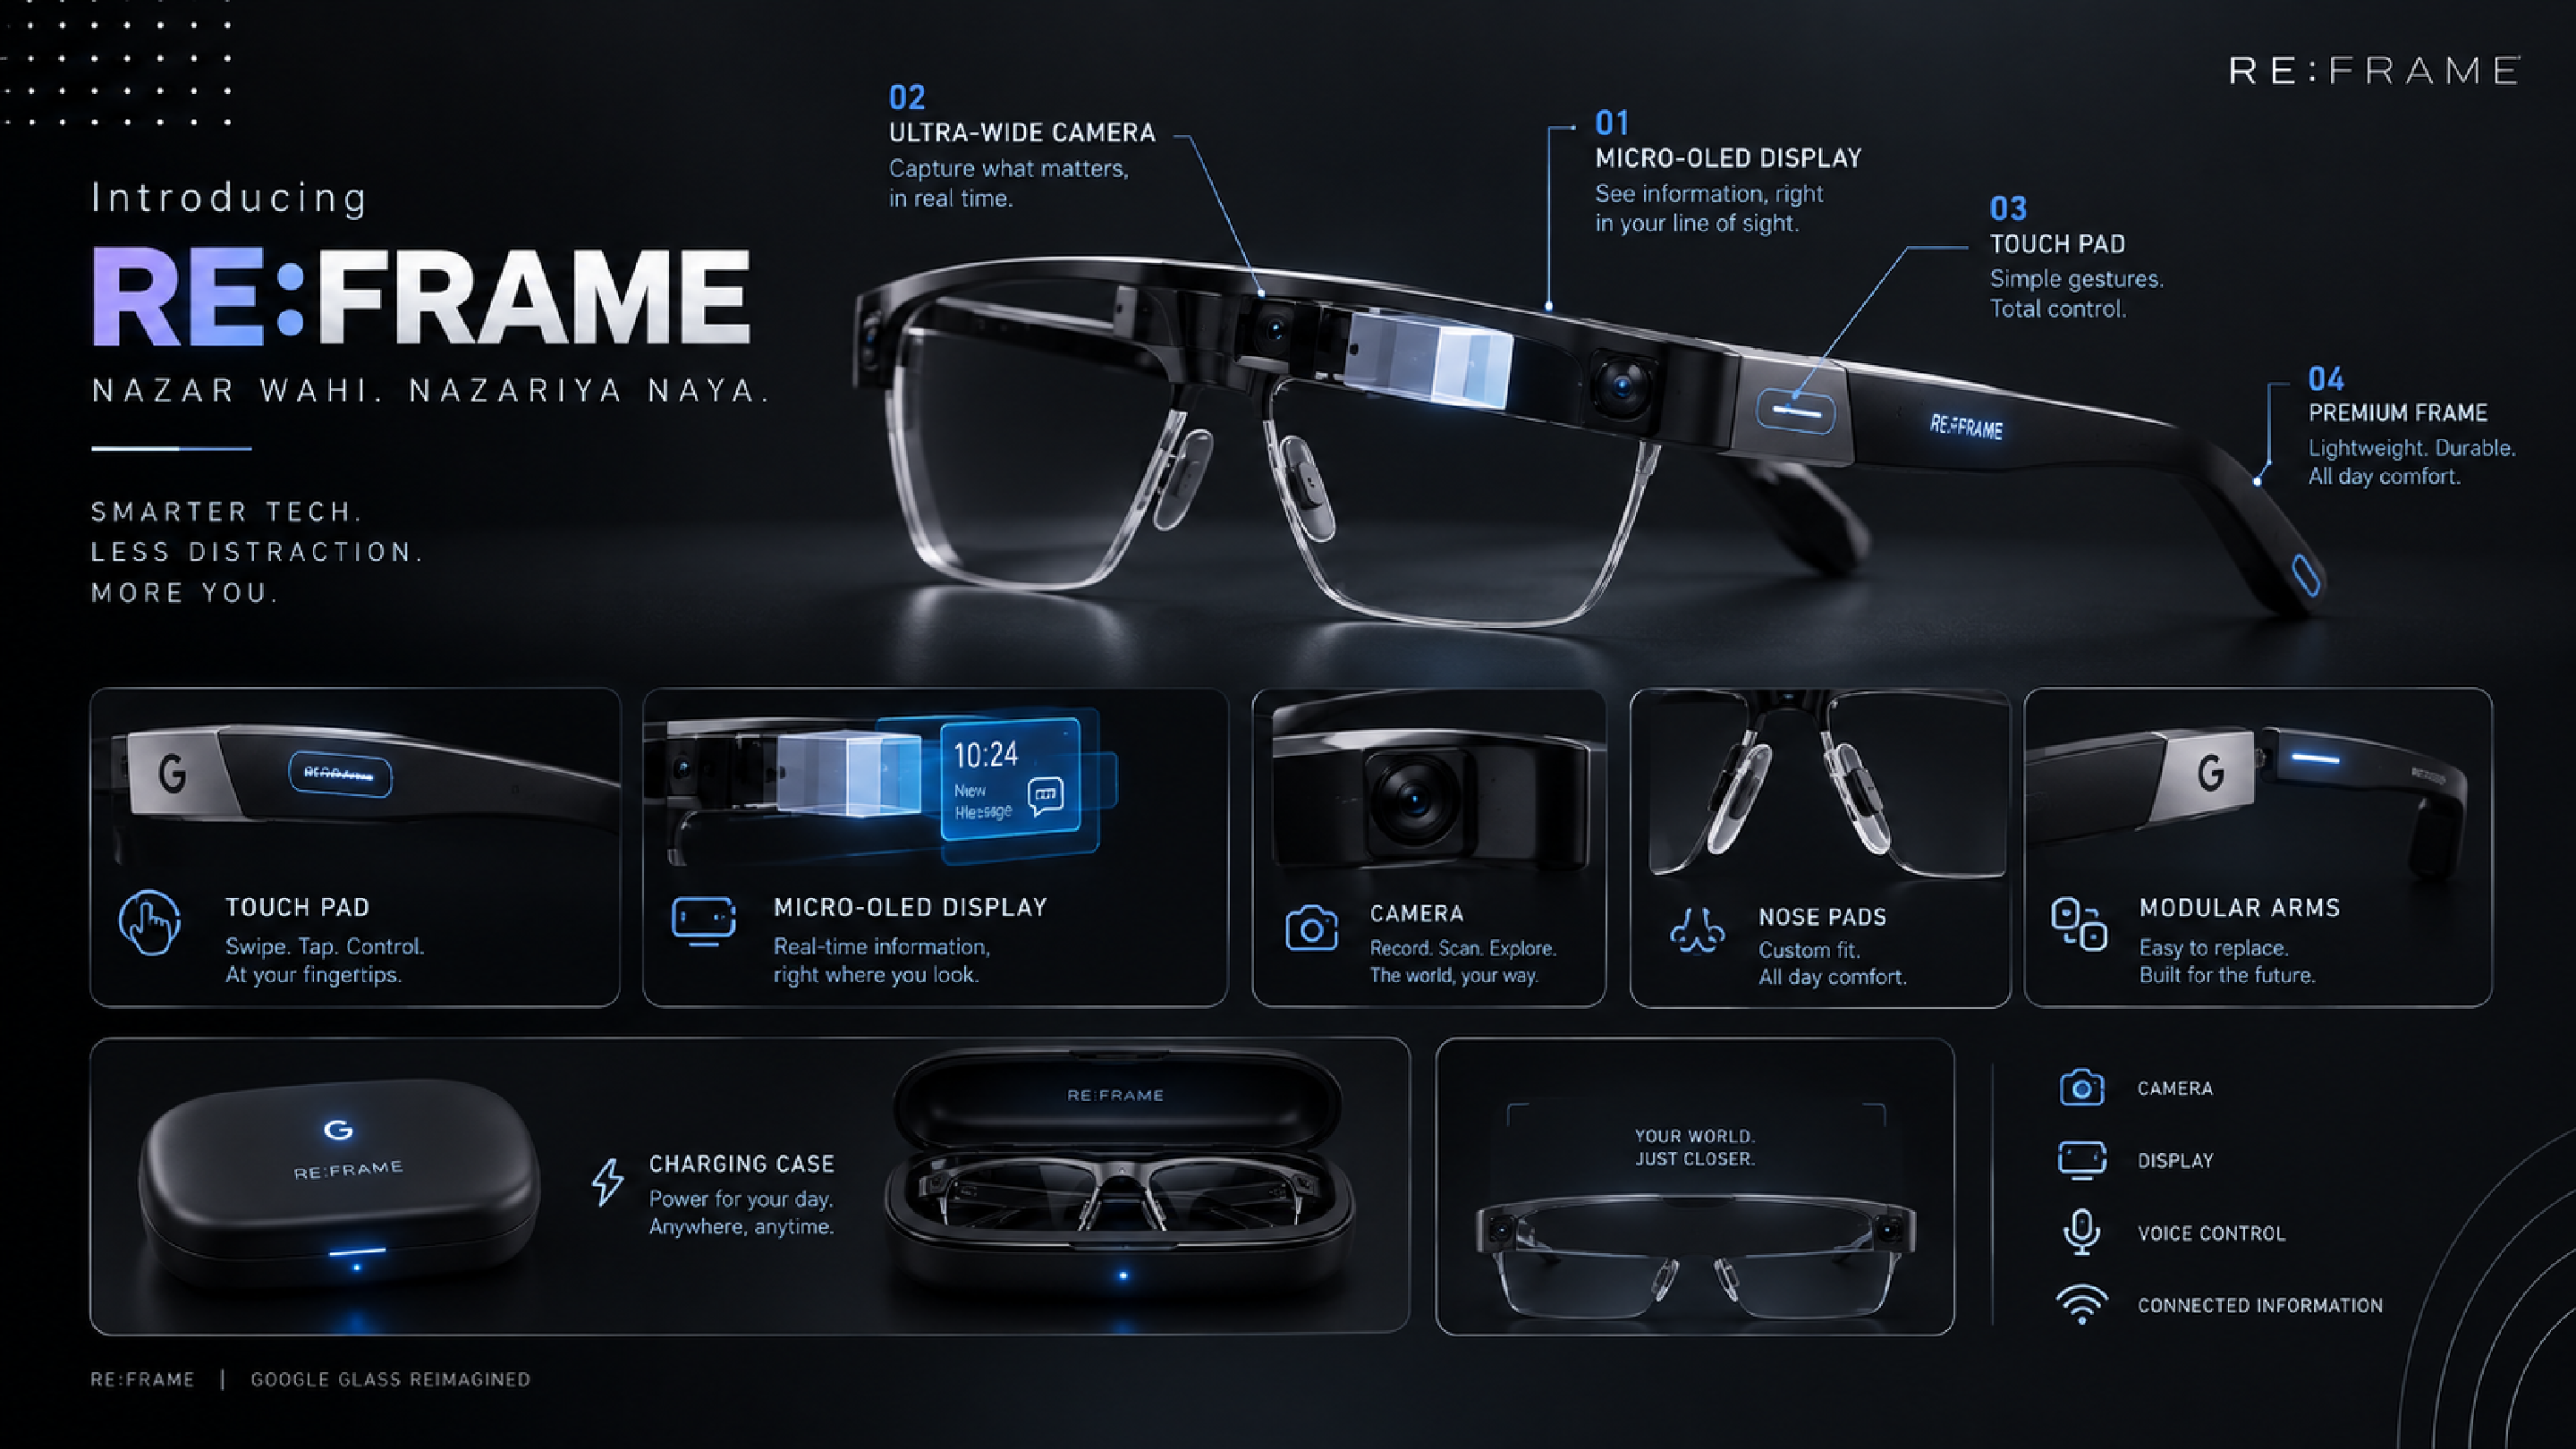 RE:FRAME
Introducing
RE:FRAME
NAZAR WAHI. NAZARIYA NAYA.
SMARTER TECH.
LESS DISTRACTION.
MORE YOU.
02
ULTRA-WIDE CAMERA
Capture what matters,
in real time.
01
MICRO-OLED DISPLAY
See information, right
in your line of sight.
03
TOUCH PAD
Simple gestures.
Total control.
04
PREMIUM FRAME
Lightweight. Durable.
All day comfort.
G
TOUCH PAD
Swipe. Tap. Control.
At your fingertips.
10:24
MICRO-OLED DISPLAY
Real-time information,
right where you look.
CAMERA
Record. Scan. Explore.
The world, your way.
NOSE PADS
Custom fit.
All day comfort.
G
MODULAR ARMS
Easy to replace.
Built for the future.
G
RE:FRAME
CHARGING CASE
Power for your day.
Anywhere, anytime.
RE:FRAME
YOUR WORLD.
JUST CLOSER.
CAMERA
DISPLAY
VOICE CONTROL
CONNECTED INFORMATION
RE:FRAME | GOOGLE GLASS REIMAGINED